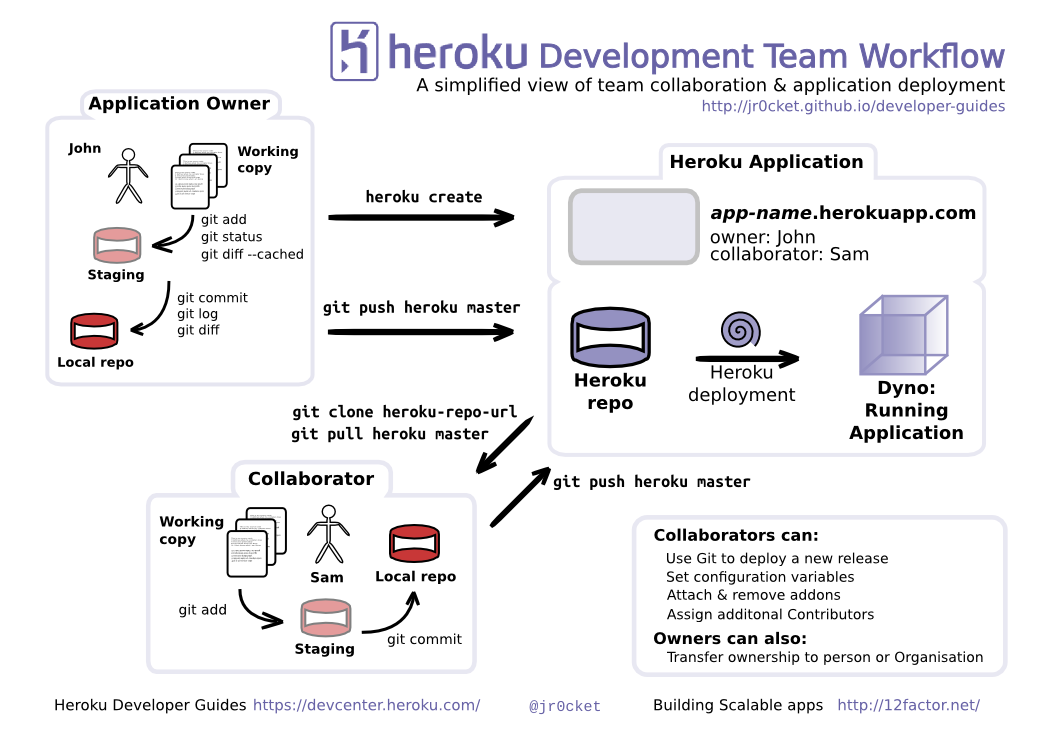 heroku Development Team Workflow
A simplified view of team collaboration & application deployment
http://jr0cket.github.io/developer-guides
Application Owner
John
Working
copy
git add
git status
git diff --cached
Staging
git commit
git log
git diff
Local repo
heroku create
git push heroku master
Heroku Application
app-name.herokuapp.com
owner: John
collaborator: Sam
Heroku
repo
Heroku
deployment
Dyno:
Running
Application
git clone heroku-repo-url
git pull heroku master
git push heroku master
Collaborator
Working
copy
Sam
Local repo
git add
Staging
git commit
Collaborators can:
Use Git to deploy a new release
Set configuration variables
Attach & remove addons
Assign additonal Contributors
Owners can also:
Transfer ownership to person or Organisation
Heroku Developer Guides https://devcenter.heroku.com/
@jr0cket
Building Scalable apps http://12factor.net/